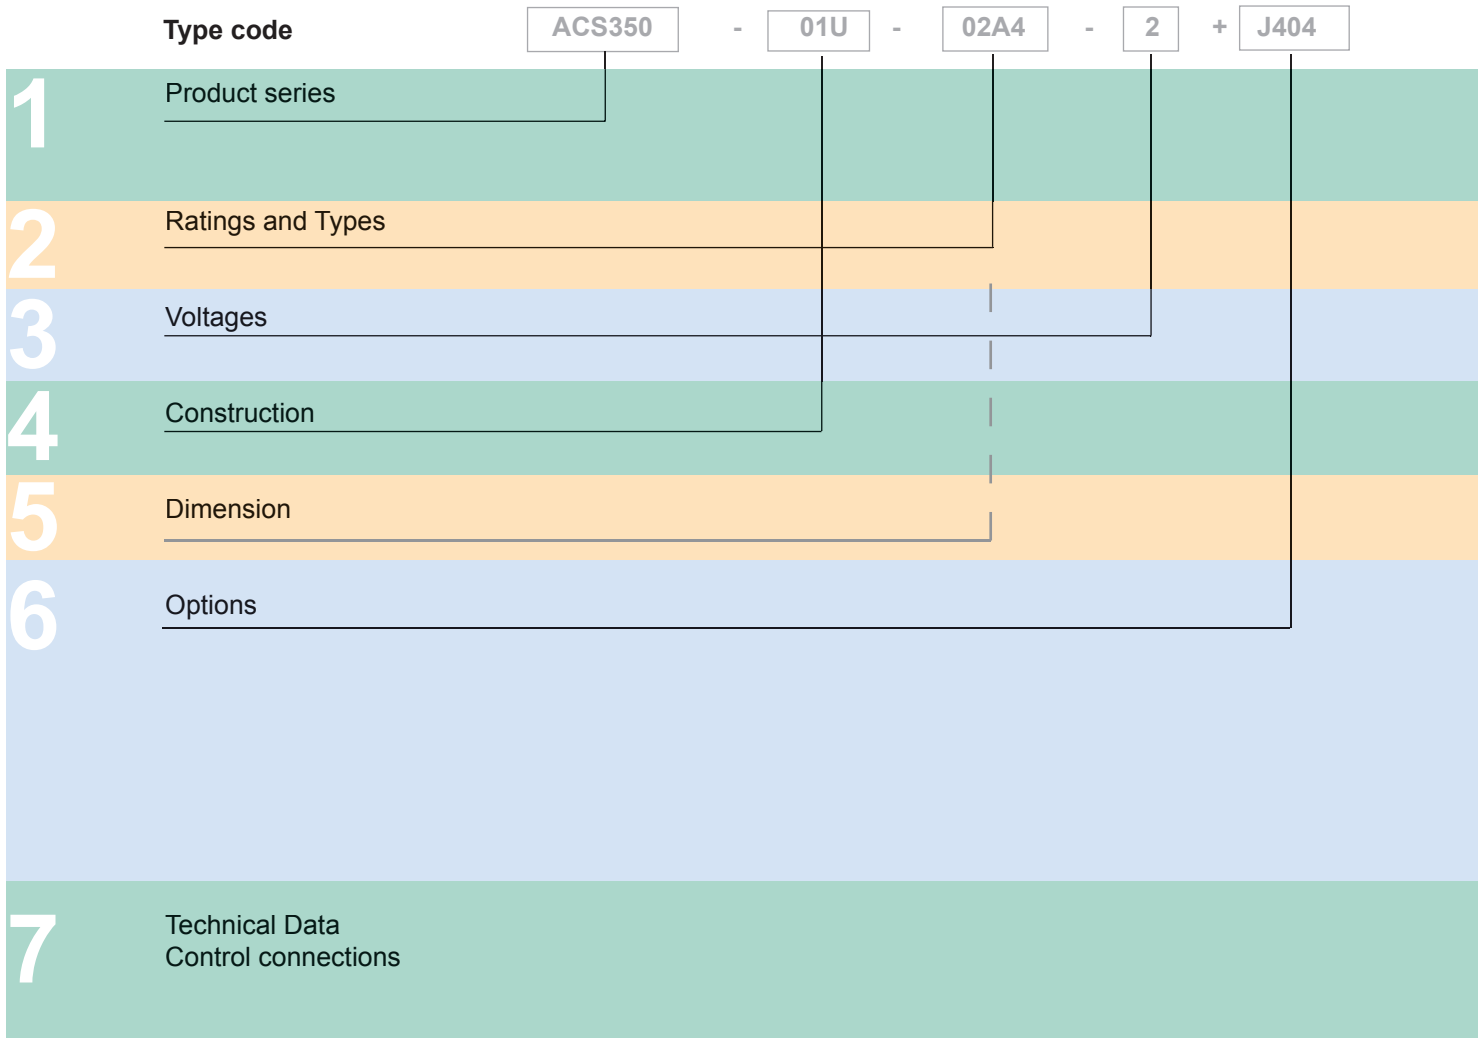 Type code ACS350 - 01U - 02A4 - 2 + J404
1 Product series
2 Ratings and Types
3 Voltages
4 Construction
5 Dimension
6 Options
7 Technical Data
Control connections